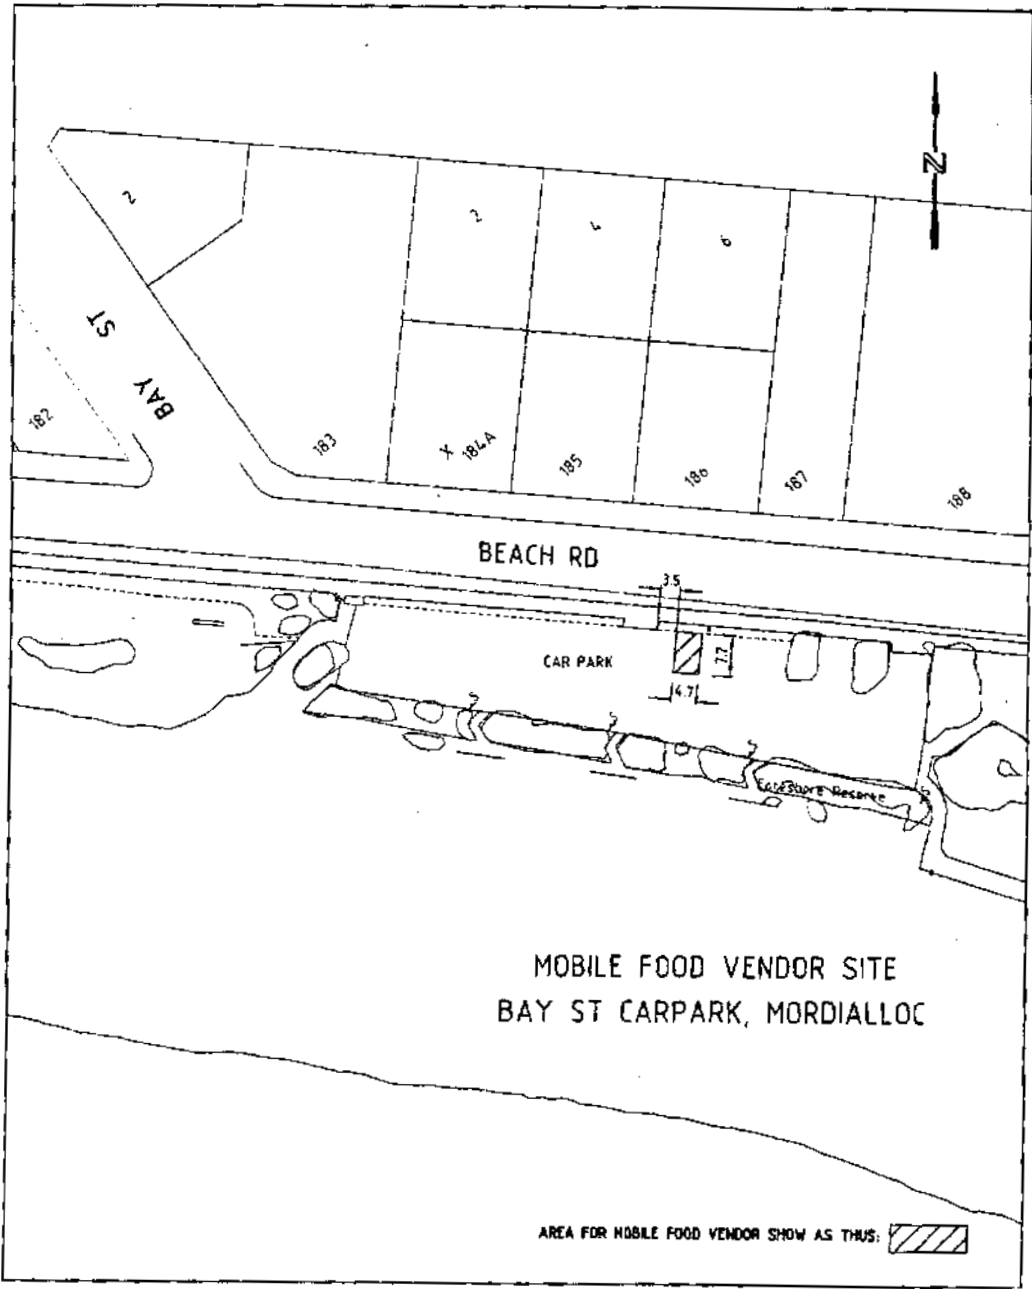 N
2
2
4
6
BAY ST
182
183
X 184A
185
186
187
188
BEACH RD
3.5
CAR PARK
7.7
4.7
Foreshore Reserve
MOBILE FOOD VENDOR SITE
BAY ST CARPARK, MORDIALLOC
AREA FOR MOBILE FOOD VENDOR SHOW AS THUS: